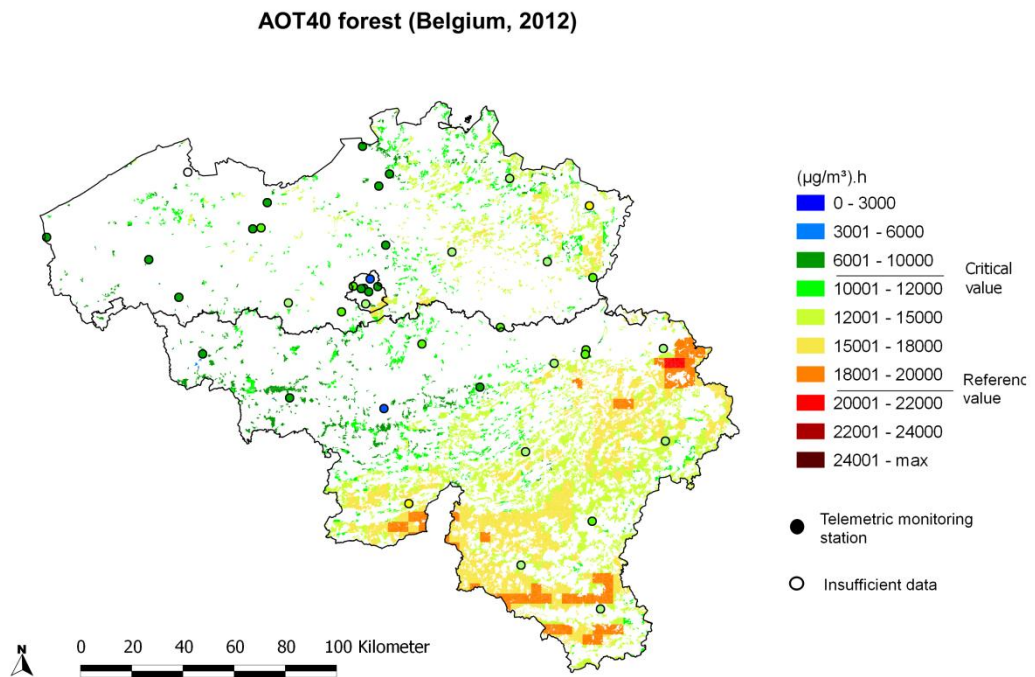 AOT40 forest (Belgium, 2012)
(µg/m³).h
0 - 3000
3001 - 6000
6001 - 10000
Critical
value
10001 - 12000
12001 - 15000
15001 - 18000
18001 - 20000
Referenc
value
20001 - 22000
22001 - 24000
24001 - max
Telemetric monitoring
station
Insufficient data
N
0 20 40 60 80 100 Kilometer